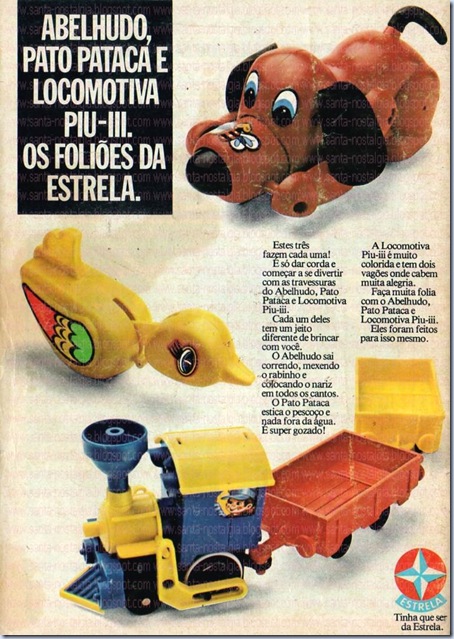 ABELHUDO,
PATO PATACA E
LOCOMOTIVA
PIU-III.
OS FOLIÕES DA
ESTRELA.
Estes três
fazem cada uma!
É só dar corda e
começar a se divertir
com as travessuras
do Abelhudo, Pato
Pataca e Locomotiva
Piu-iii.
Cada um deles
tem um jeito
diferente de brincar
com você.
O Abelhudo sai
correndo, mexendo
o rabinho e
colocando o nariz
em todos os cantos.
O Pato Pataca
estica o pescoço e
nada fora da água.
É super gozado!
A Locomotiva
Piu-iii é muito
colorida e tem dois
vagões onde cabem
muita alegria.
Faça muita folia
com o Abelhudo,
Pato Pataca e
Locomotiva Piu-iii.
Eles foram feitos
para isso mesmo.
ESTRELA
Tinha que ser
da Estrela.
www.santa-nostalgia.blogspot.com